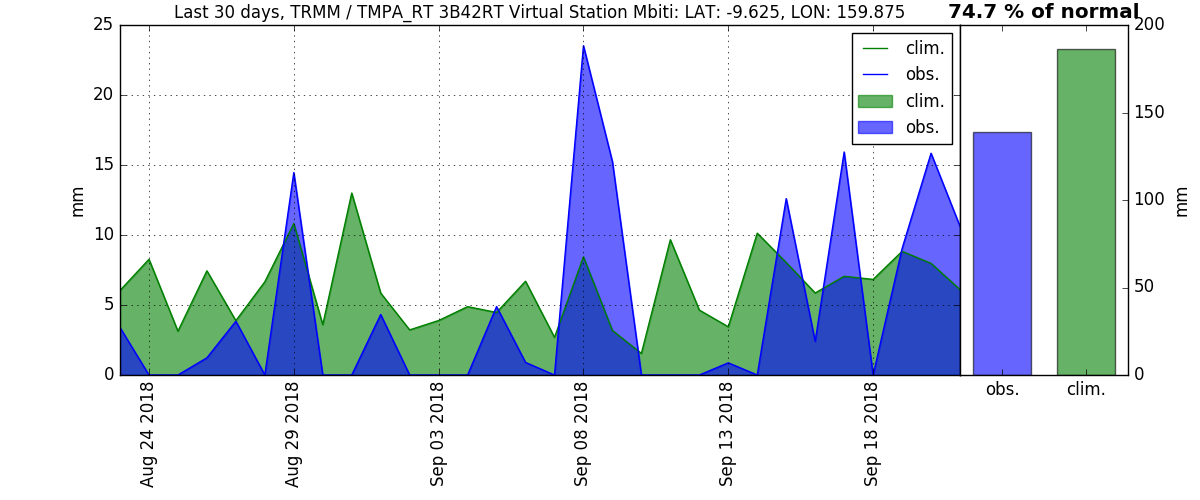 Last 30 days, TRMM / TMPA_RT 3B42RT Virtual Station Mbiti: LAT: -9.625, LON: 159.875
74.7 % of normal
25
20
15
10
5
0
mm
clim.
obs.
clim.
obs.
Aug 24 2018
Aug 29 2018
Sep 03 2018
Sep 08 2018
Sep 13 2018
Sep 18 2018
200
150
100
50
0
mm
obs.
clim.